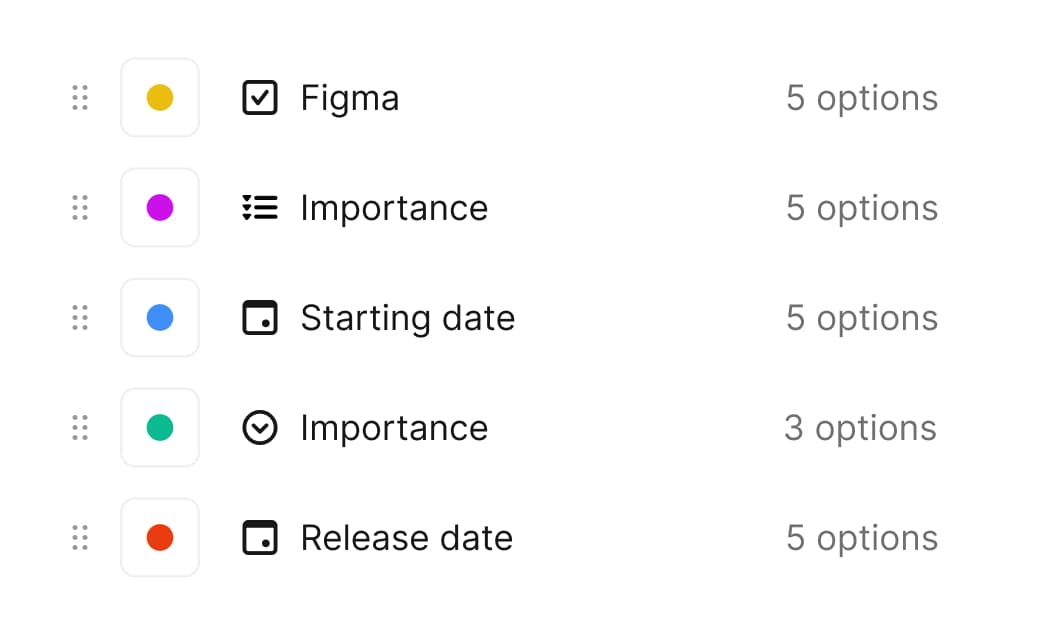 Figma 5 options
Importance 5 options
Starting date 5 options
Importance 3 options
Release date 5 options